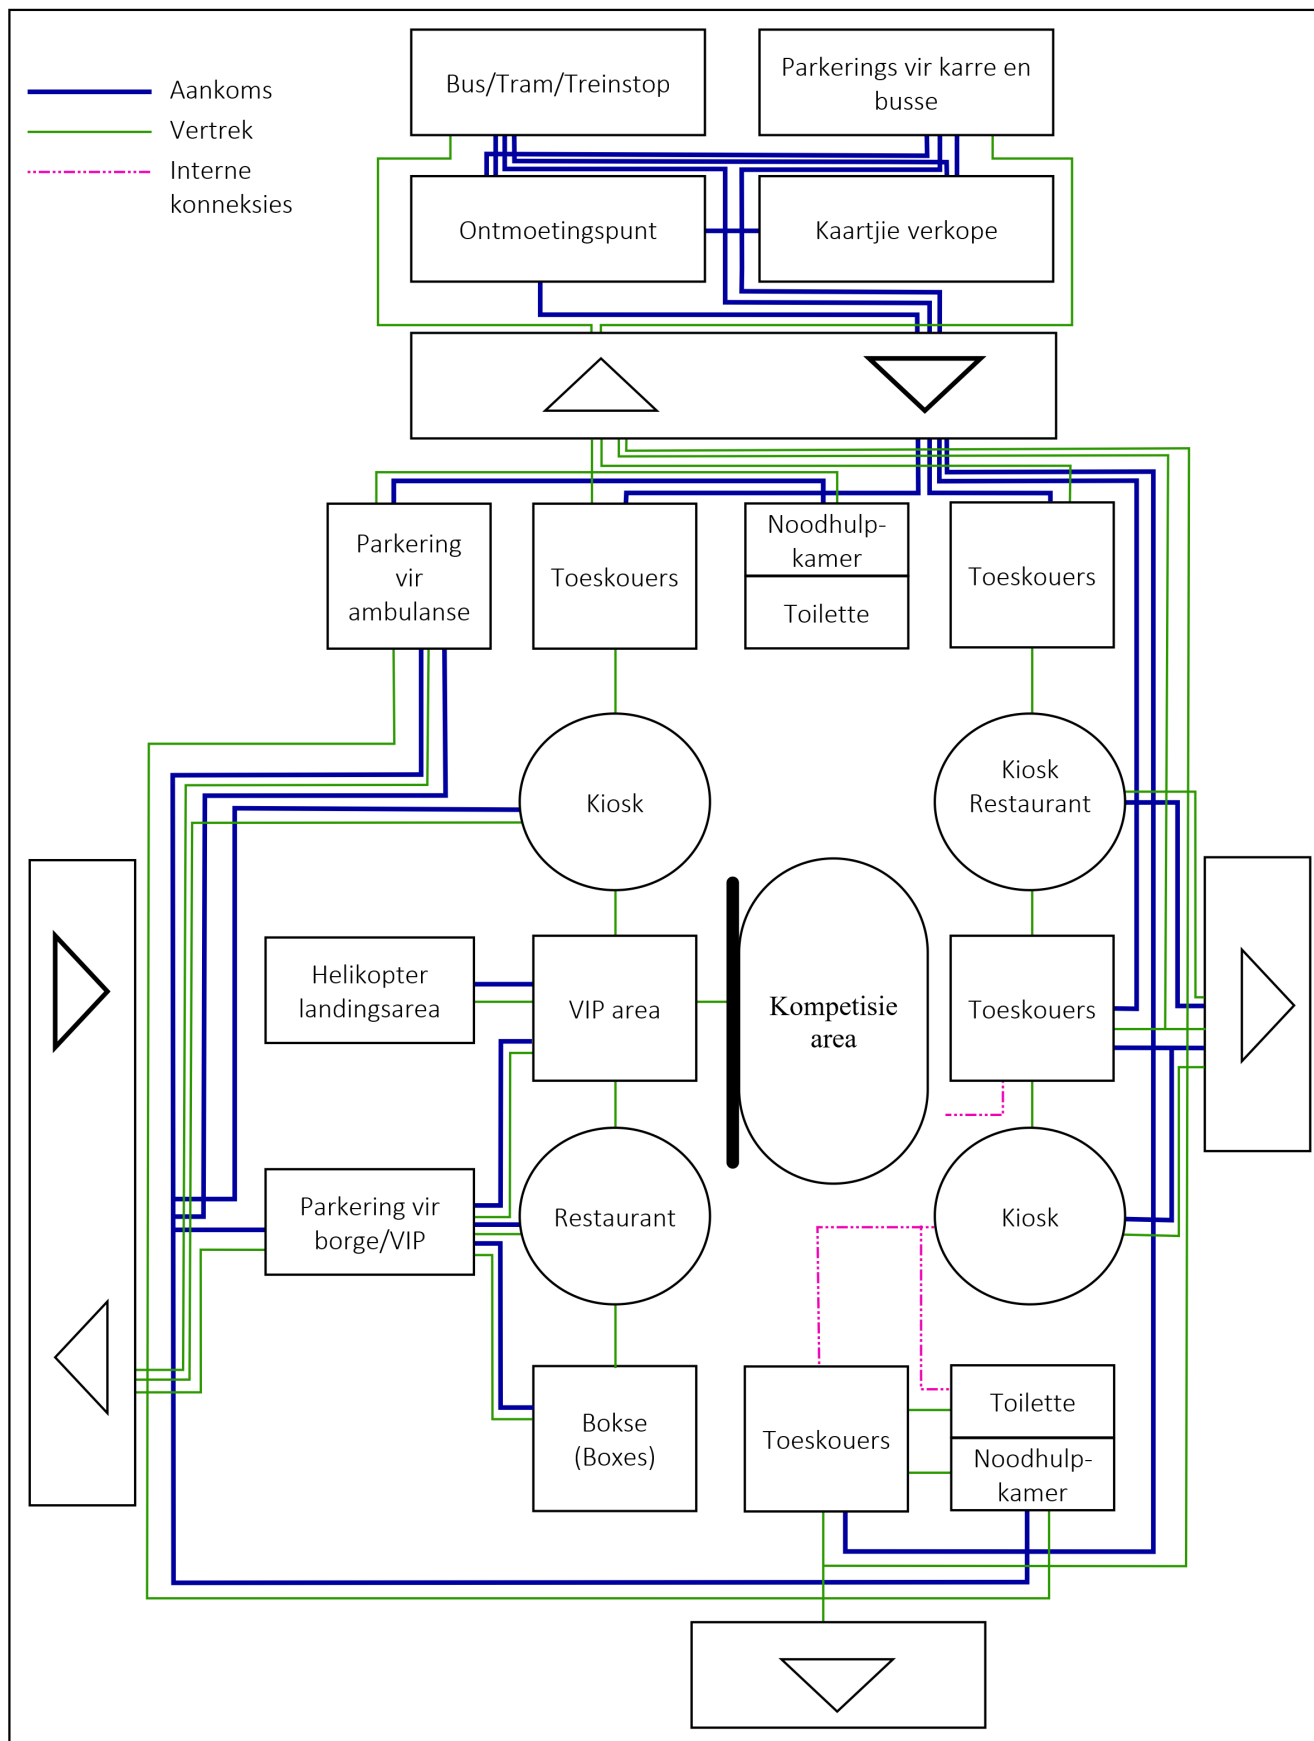 Aankoms
Vertrek
Interne
konneksies
Bus/Tram/Treinstop
Parkerings vir karre en
busse
Ontmoetingspunt
Kaartjie verkope
Parkering
vir
ambulanse
Toeskouers
Noodhulp-
kamer
Toilette
Toeskouers
Kiosk
Kiosk
Restaurant
Helikopter
landingsarea
VIP area
Kompetisie
area
Toeskouers
Parkering vir
borge/VIP
Restaurant
Kiosk
Bokse
(Boxes)
Toeskouers
Toilette
Noodhulp-
kamer